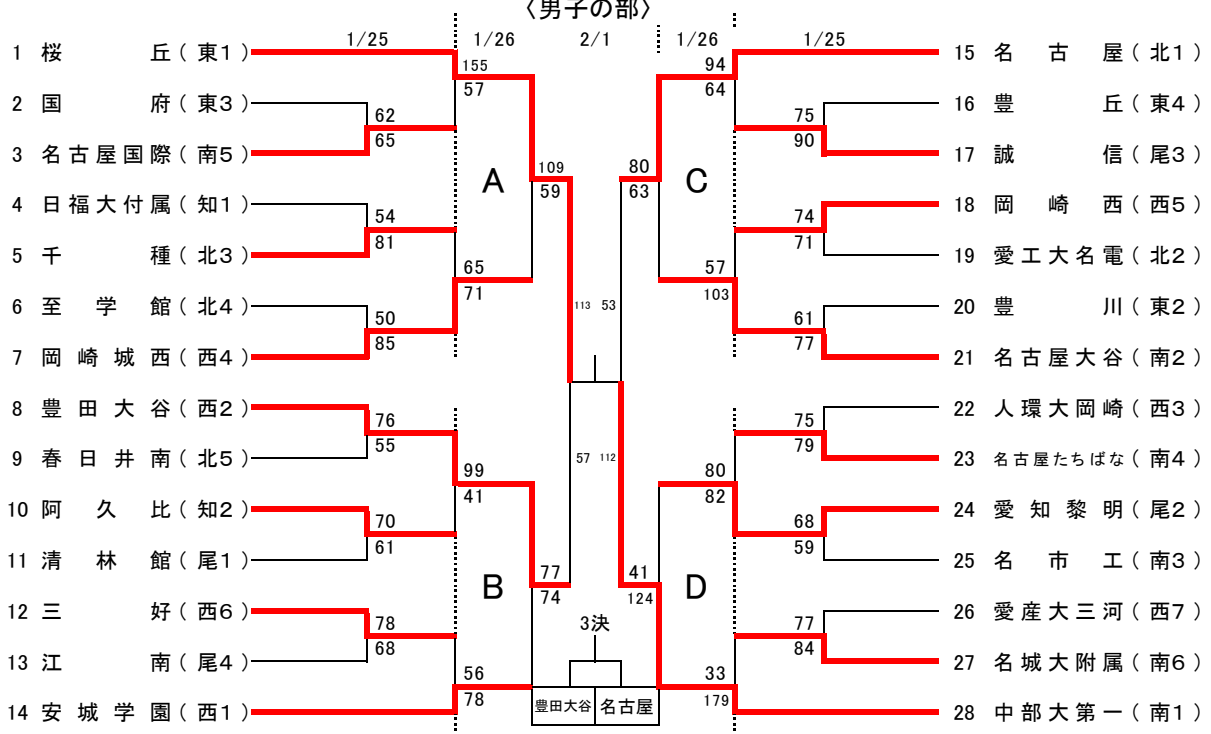 〈男子の部〉
1/25 1/26 2/1 1/26 1/25
1 桜丘(東1)
2 国府(東3)
3 名古屋国際(南5)
4 日福大付属(知1)
5 千種(北3)
6 至学館(北4)
7 岡崎城西(西4)
8 豊田大谷(西2)
9 春日井南(北5)
10 阿久比(知2)
11 清林館(尾1)
12 三好(西6)
13 江南(尾4)
14 安城学園(西1)
62
65
54
81
50
85
76
55
70
61
78
68
155
57
65
71
99
41
56
78
A
B
109
59
77
74
113 53
57 112
80
63
41
124
3決
豊田大谷 名古屋
C
D
94
64
57
103
80
82
33
179
75
90
74
71
61
77
75
79
68
59
77
84
15 名古屋(北1)
16 豊丘(東4)
17 誠信(尾3)
18 岡崎西(西5)
19 愛工大名電(北2)
20 豊川(東2)
21 名古屋大谷(南2)
22 人環大岡崎(西3)
23 名古屋たちばな(南4)
24 愛知黎明(尾2)
25 名市工(南3)
26 愛産大三河(西7)
27 名城大附属(南6)
28 中部大第一(南1)